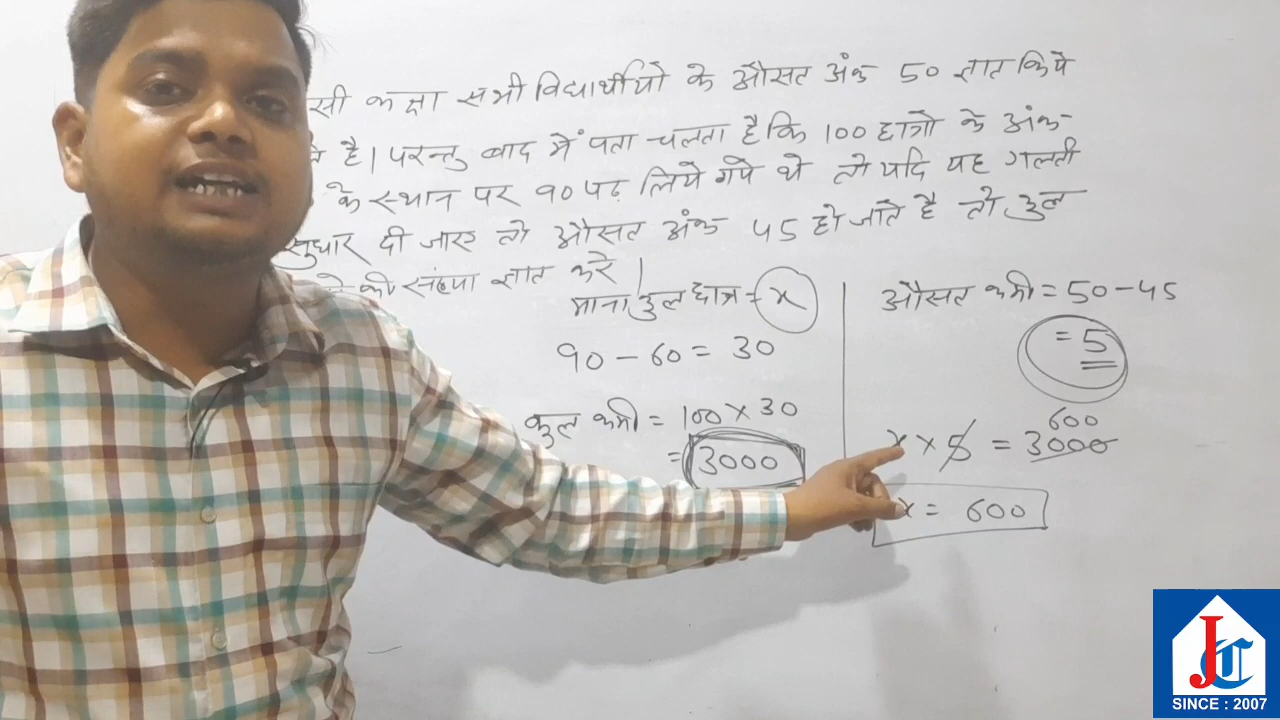 सी कक्षा सभी विद्यार्थीयो के औसत अंक 50 ज्ञात किये
है। परन्तु बाद में पता चलता है कि 100 छात्रो के अंक
के स्थान पर 90 पढ़ लिये गये थे तो यदि यह गलती
सुधार दी जाए तो औसत अंक 45 हो जाते है तो कुल
की संख्या ज्ञात करे।
माना कुल छात्र = x
90 - 60 = 30
कुल कमी = 100 x 30
= 3000
औसत कमी = 50 - 45
= 5
600
x x 5 = 3000
x = 600
JCC
SINCE : 2007